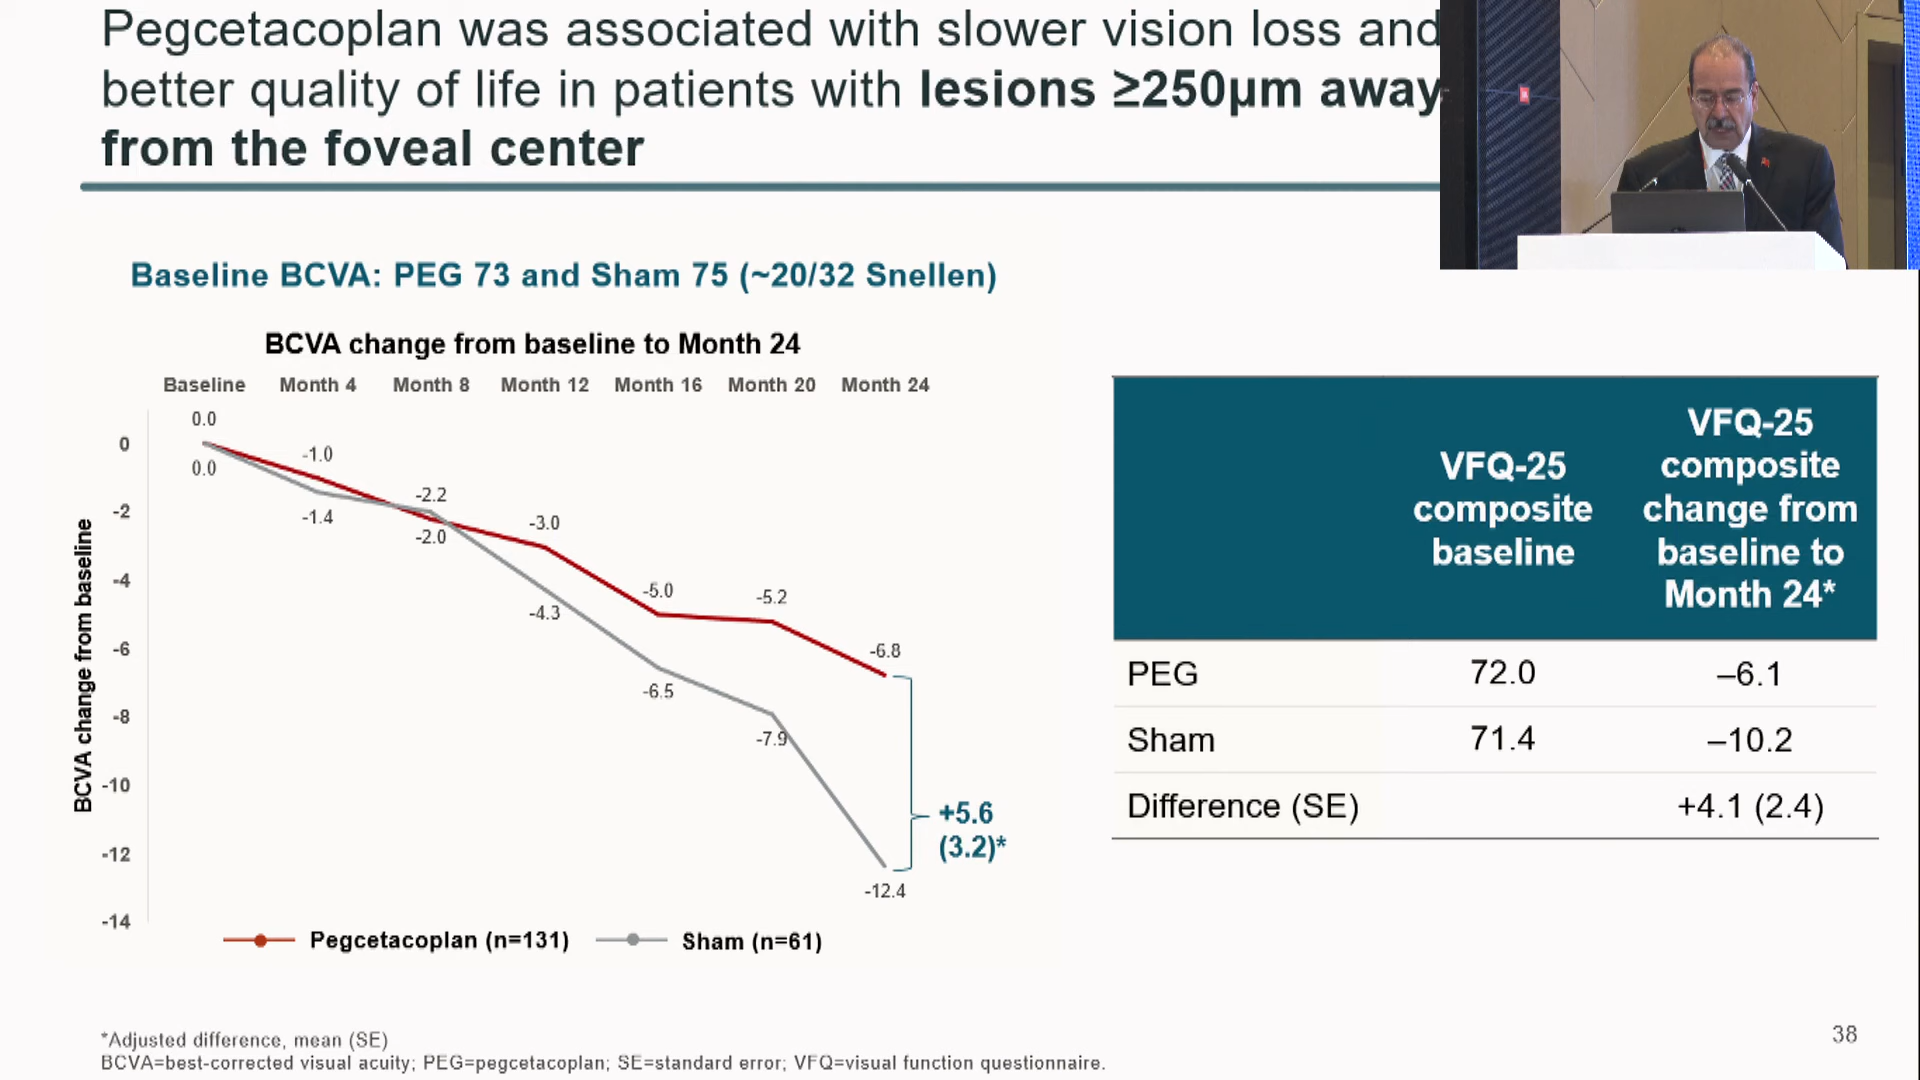 Pegcetacoplan was associated with slower vision loss and
better quality of life in patients with lesions ≥250µm away
from the foveal center
Baseline BCVA: PEG 73 and Sham 75 (~20/32 Snellen)
BCVA change from baseline to Month 24
Baseline Month 4 Month 8 Month 12 Month 16 Month 20 Month 24
BCVA change from baseline
0
-2
-4
-6
-8
-10
-12
-14
0.0
0.0
-1.0
-1.4
-2.2
-2.0
-3.0
-4.3
-5.0
-6.5
-5.2
-7.9
-6.8
-12.4
+5.6
(3.2)*
Pegcetacoplan (n=131) Sham (n=61)
VFQ-25
composite
baseline
VFQ-25
composite
change from
baseline to
Month 24*
PEG 72.0 –6.1
Sham 71.4 –10.2
Difference (SE) +4.1 (2.4)
*Adjusted difference, mean (SE)
BCVA=best-corrected visual acuity; PEG=pegcetacoplan; SE=standard error; VFQ=visual function questionnaire.
38